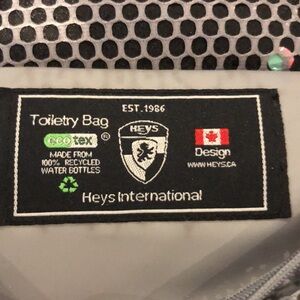 EST. 1986
Toiletry Bag
ecotex ®
MADE FROM
100% RECYCLED
WATER BOTTLES
HEYS
Design
WWW.HEYS.CA
Heys International